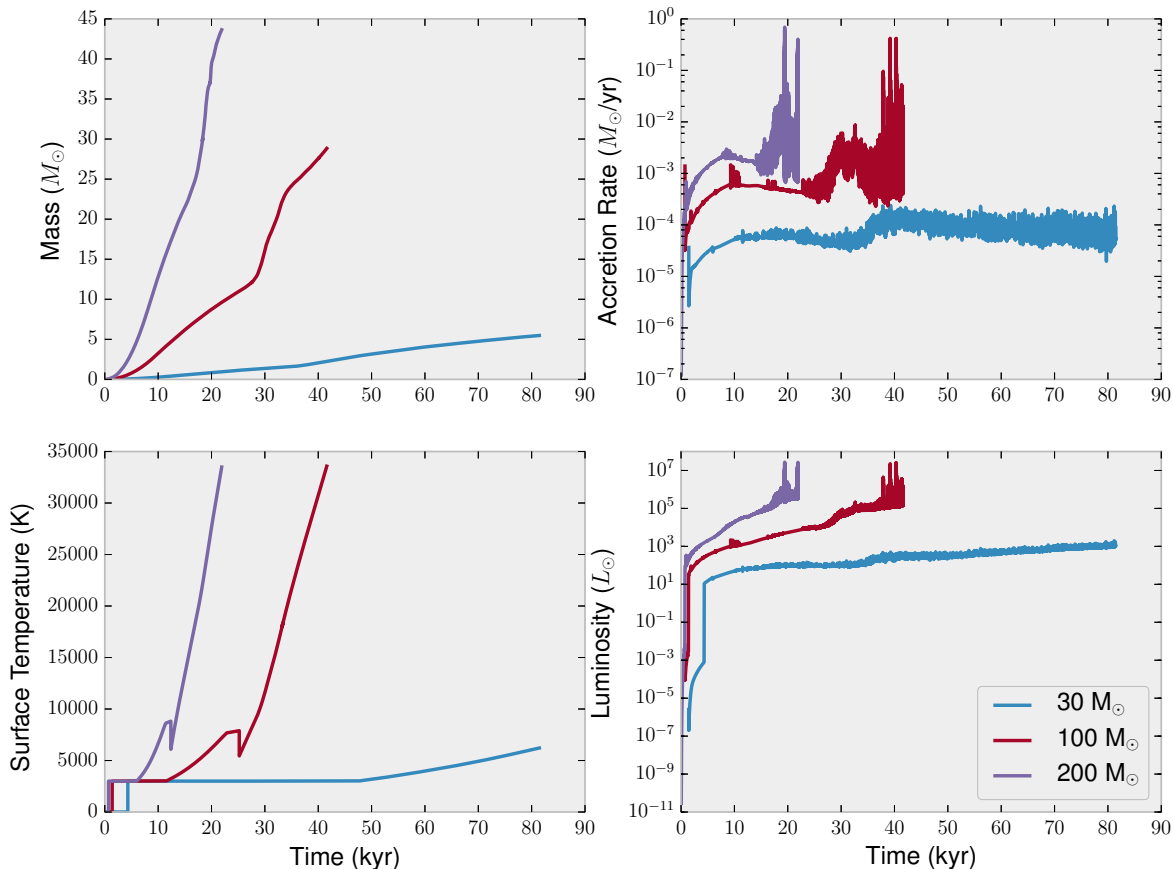 45
40
35
30
25
20
15
10
5
0
0 10 20 30 40 50 60 70 80 90
Mass (M⊙)
10⁰
10⁻¹
10⁻²
10⁻³
10⁻⁴
10⁻⁵
10⁻⁶
10⁻⁷
0 10 20 30 40 50 60 70 80 90
Accretion Rate (M⊙/yr)
35000
30000
25000
20000
15000
10000
5000
0
0 10 20 30 40 50 60 70 80 90
Surface Temperature (K)
Time (kyr)
10⁷
10⁵
10³
10¹
10⁻¹
10⁻³
10⁻⁵
10⁻⁷
10⁻⁹
10⁻¹¹
0 10 20 30 40 50 60 70 80 90
Luminosity (L⊙)
Time (kyr)
30 M⊙
100 M⊙
200 M⊙